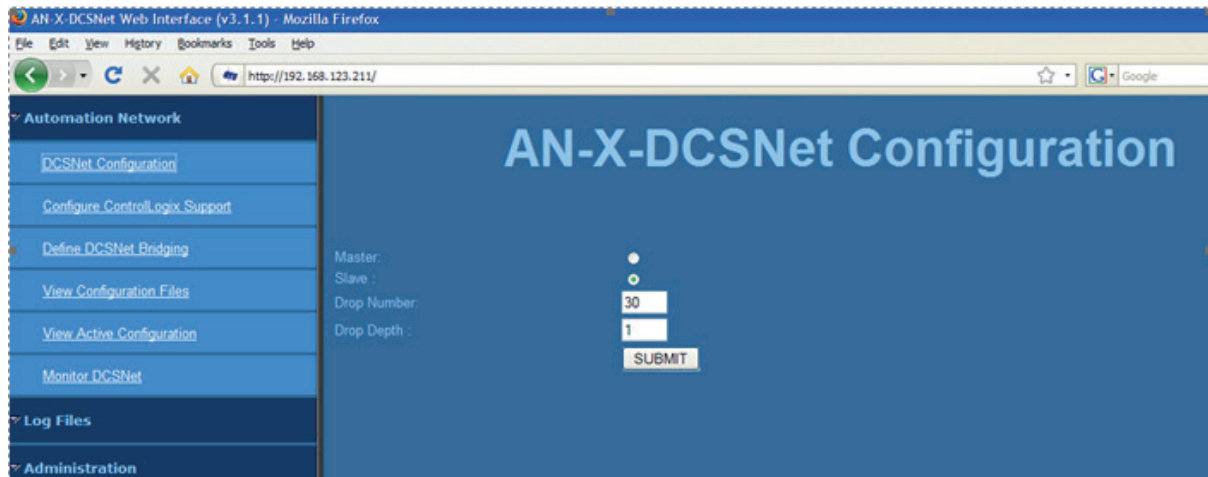 AN-X-DCSNet Web Interface (v3.1.1) - Mozilla Firefox
File Edit View History Bookmarks Tools Help
http://192.168.123.211/
Google
Automation Network
DCSNet Configuration
Configure ControlLogix Support
Define DCSNet Bridging
View Configuration Files
View Active Configuration
Monitor DCSNet
Log Files
Administration
AN-X-DCSNet Configuration
Master:
Slave :
Drop Number: 30
Drop Depth : 1
SUBMIT